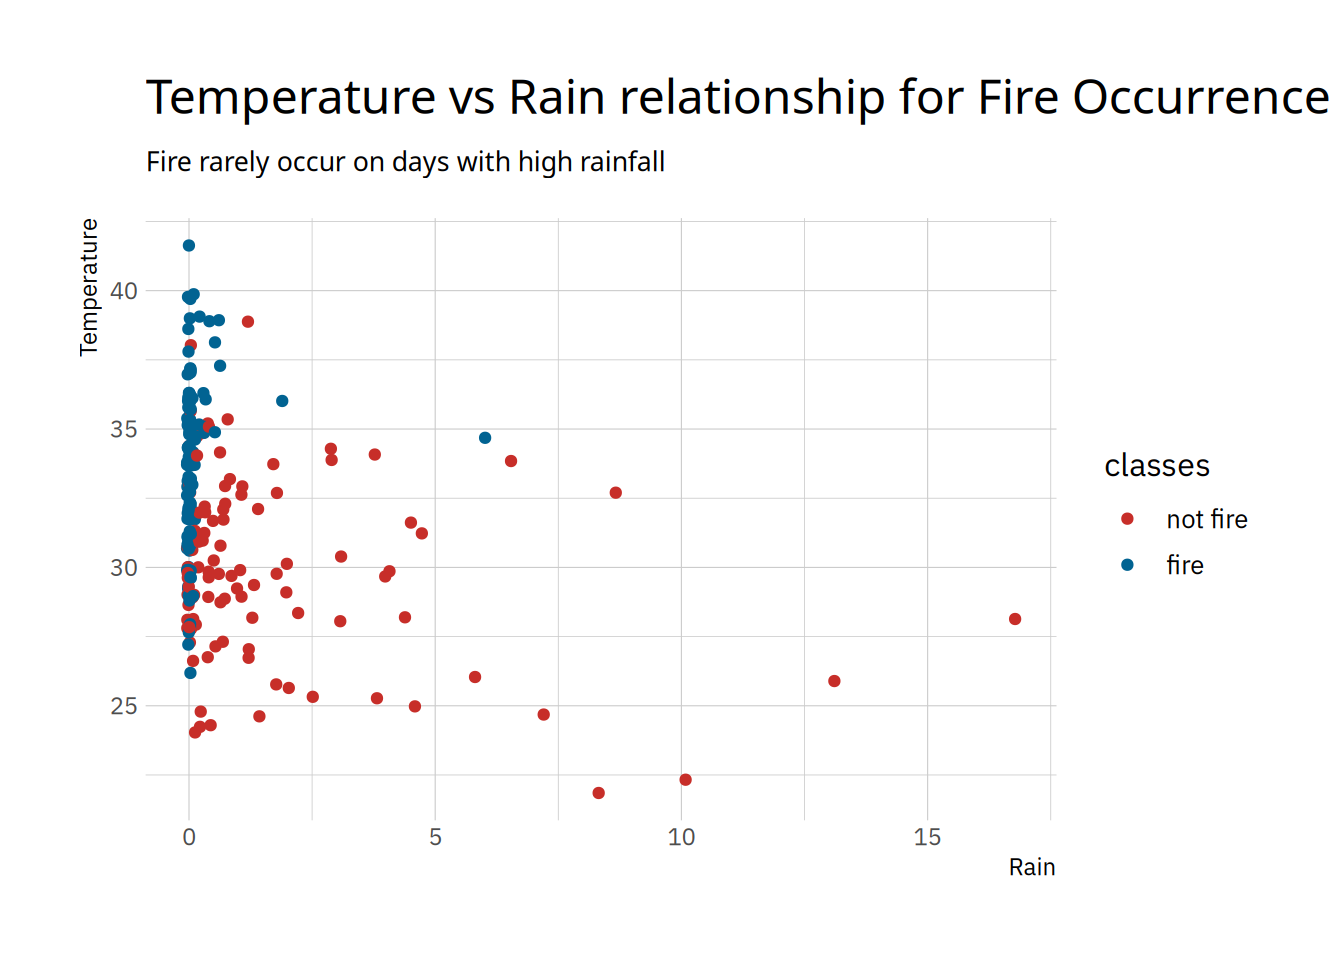 Temperature vs Rain relationship for Fire Occurrence
Fire rarely occur on days with high rainfall
Temperature
40
35
30
25
0 5 10 15
Rain
classes
not fire
fire